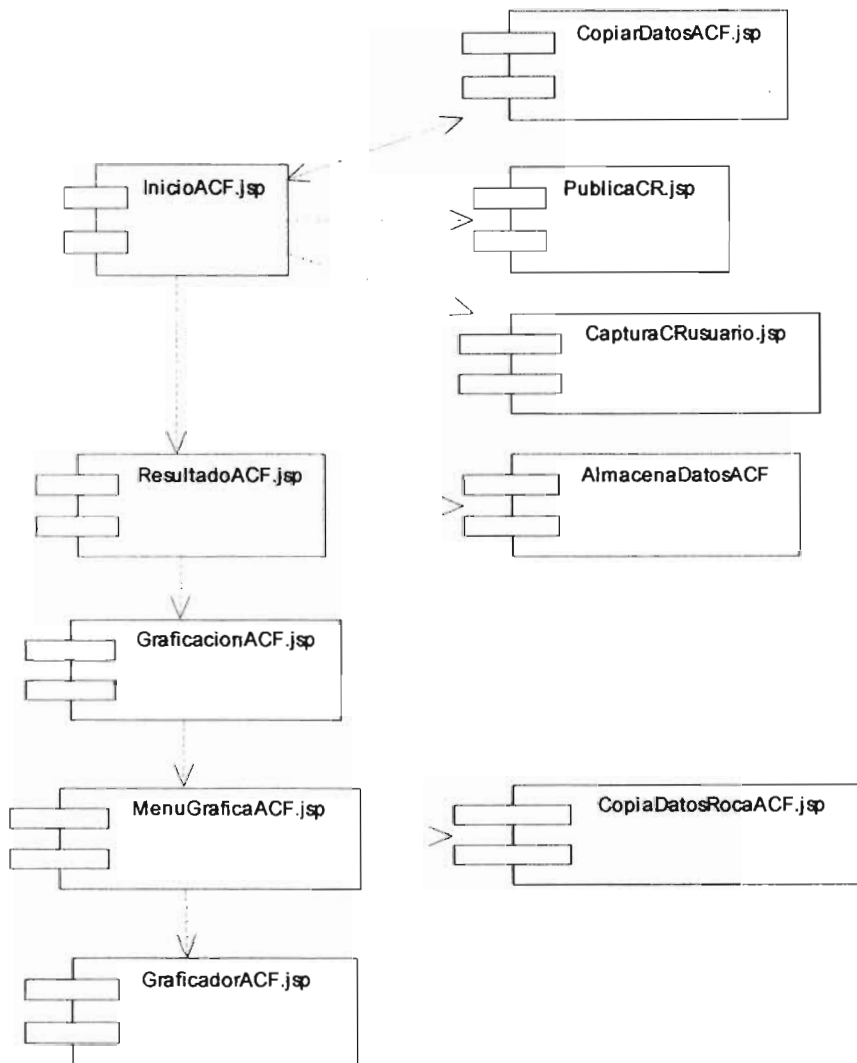 CopiarDatosACF.jsp
InicioACF.jsp
PublicaCR.jsp
CapturaCRusuario.jsp
ResultadoACF.jsp
AlmacenaDatosACF
GraficacionACF.jsp
MenuGraficaACF.jsp
CopiaDatosRocaACF.jsp
GraficadorACF.jsp